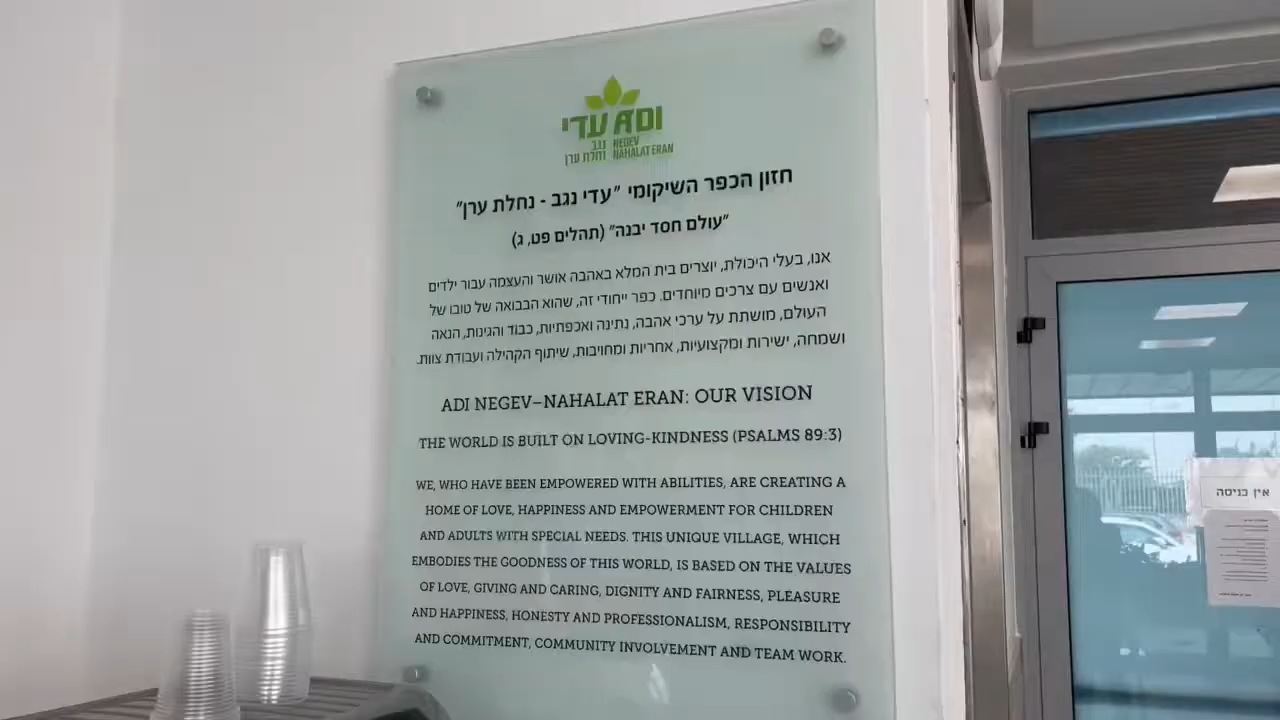 עדי ADI
נגב NEGEV
נחלת ערן NAHALAT ERAN
חזון הכפר השיקומי "עדי נגב - נחלת ערן"
"עולם חסד יבנה" (תהלים פט, ג)
אנו, בעלי היכולת, יוצרים בית המלא באהבה אושר והעצמה עבור ילדים
ואנשים עם צרכים מיוחדים. כפר ייחודי זה, שהוא הבבואה של טובו של
העולם, מושתת על ערכי אהבה, נתינה ואכפתיות, כבוד והגינות, הנאה
ושמחה, ישירות ומקצועיות, אחריות ומחויבות, שיתוף הקהילה ועבודת צוות.
ADI NEGEV–NAHALAT ERAN: OUR VISION
THE WORLD IS BUILT ON LOVING-KINDNESS (PSALMS 89:3)
WE, WHO HAVE BEEN EMPOWERED WITH ABILITIES, ARE CREATING A
HOME OF LOVE, HAPPINESS AND EMPOWERMENT FOR CHILDREN
AND ADULTS WITH SPECIAL NEEDS. THIS UNIQUE VILLAGE, WHICH
EMBODIES THE GOODNESS OF THIS WORLD, IS BASED ON THE VALUES
OF LOVE, GIVING AND CARING, DIGNITY AND FAIRNESS, PLEASURE
AND HAPPINESS, HONESTY AND PROFESSIONALISM, RESPONSIBILITY
AND COMMITMENT, COMMUNITY INVOLVEMENT AND TEAM WORK.
אין כניסה